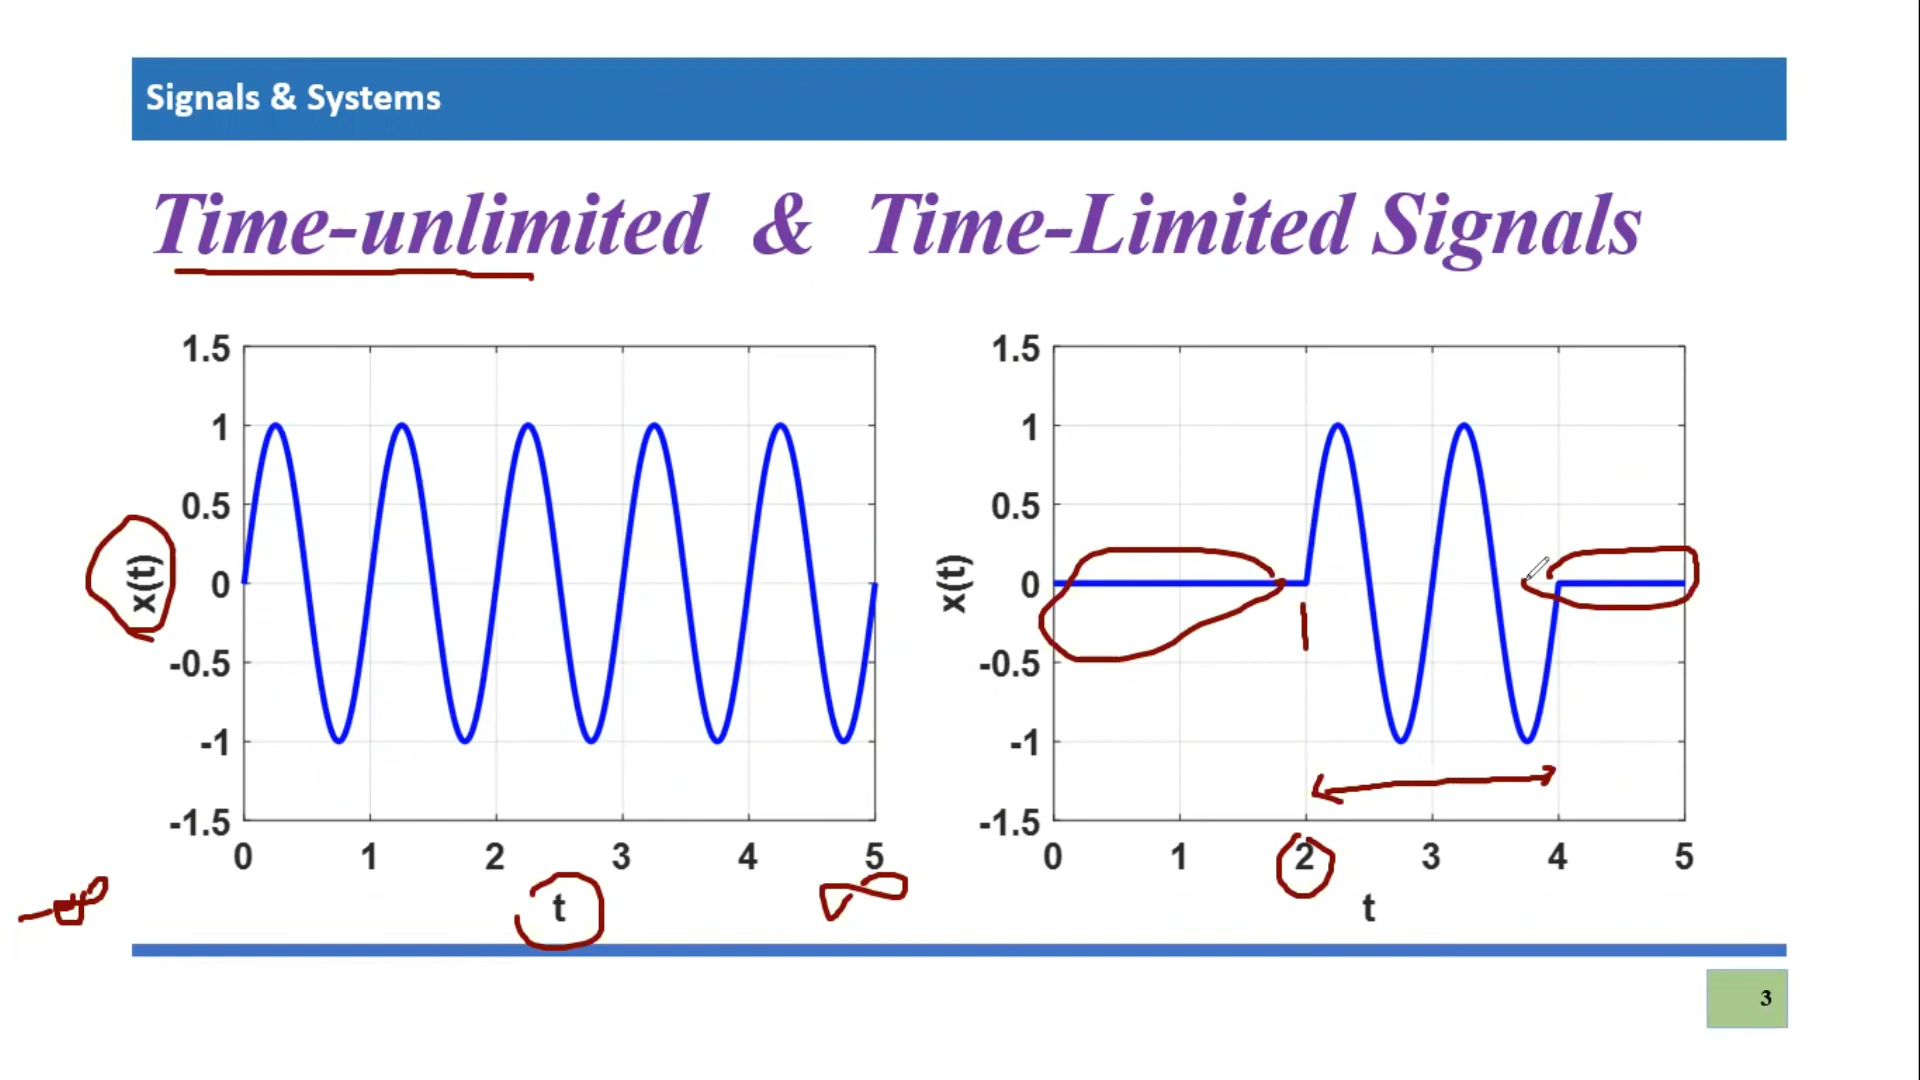 Signals & Systems
Time-unlimited & Time-Limited Signals
1.5
1
0.5
0
-0.5
-1
-1.5
x(t)
0 1 2 3 4 5
t
-∞
∞
1.5
1
0.5
0
-0.5
-1
-1.5
x(t)
0 1 2 3 4 5
t
3